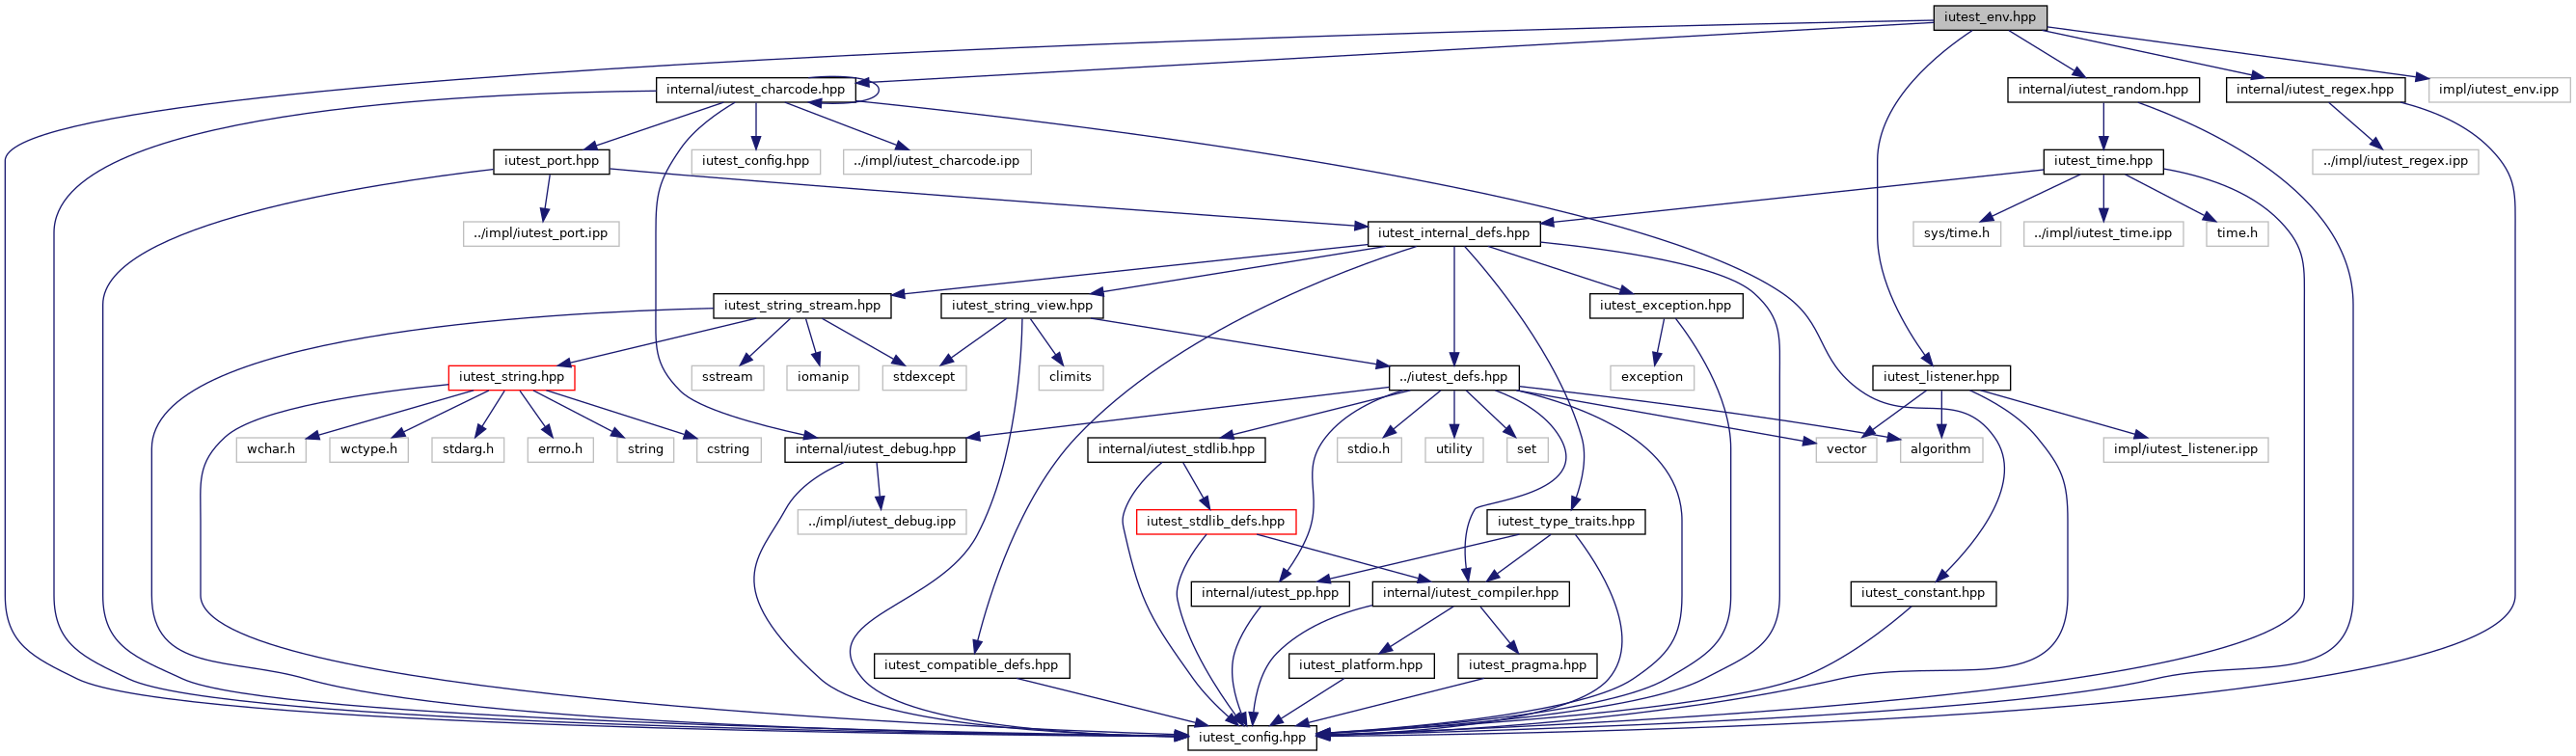 iutest_env.hpp
internal/iutest_charcode.hpp
internal/iutest_random.hpp
internal/iutest_regex.hpp
impl/iutest_env.ipp
iutest_port.hpp
iutest_config.hpp
../impl/iutest_charcode.ipp
iutest_time.hpp
../impl/iutest_regex.ipp
../impl/iutest_port.ipp
iutest_internal_defs.hpp
sys/time.h
../impl/iutest_time.ipp
time.h
iutest_string_stream.hpp
iutest_string_view.hpp
iutest_exception.hpp
iutest_string.hpp
sstream
iomanip
stdexcept
climits
../iutest_defs.hpp
exception
iutest_listener.hpp
wchar.h
wctype.h
stdarg.h
errno.h
string
cstring
internal/iutest_debug.hpp
internal/iutest_stdlib.hpp
stdio.h
utility
set
vector
algorithm
impl/iutest_listener.ipp
../impl/iutest_debug.ipp
iutest_stdlib_defs.hpp
iutest_type_traits.hpp
internal/iutest_pp.hpp
internal/iutest_compiler.hpp
iutest_constant.hpp
iutest_compatible_defs.hpp
iutest_platform.hpp
iutest_pragma.hpp
iutest_config.hpp